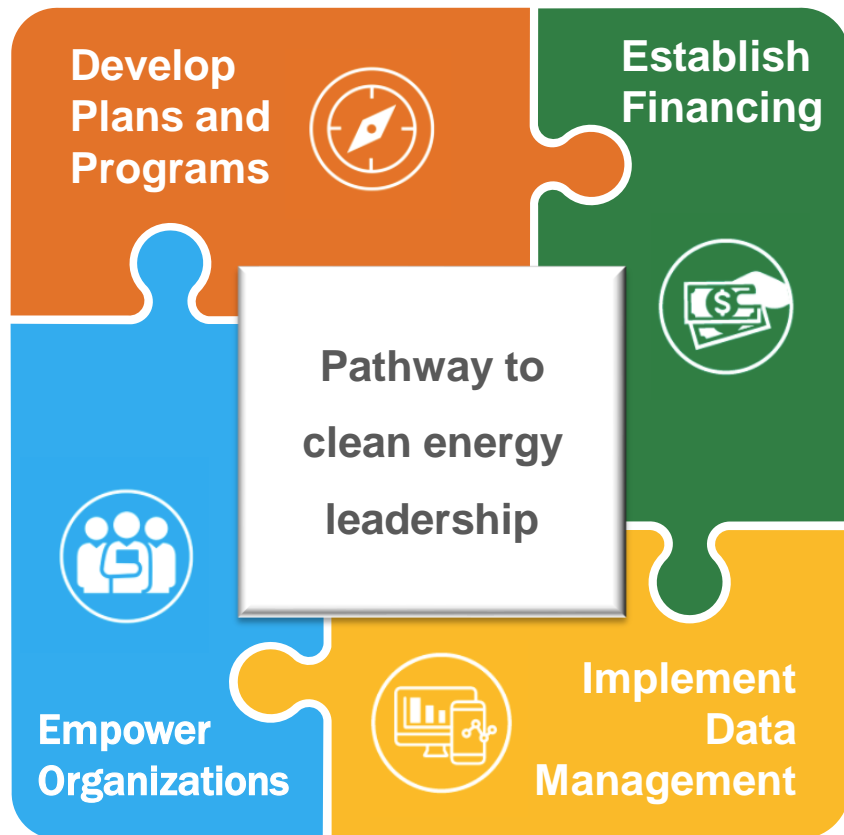 Develop
Plans and
Programs
Establish
Financing
$
Pathway to
clean energy
leadership
Empower
Organizations
Implement
Data
Management